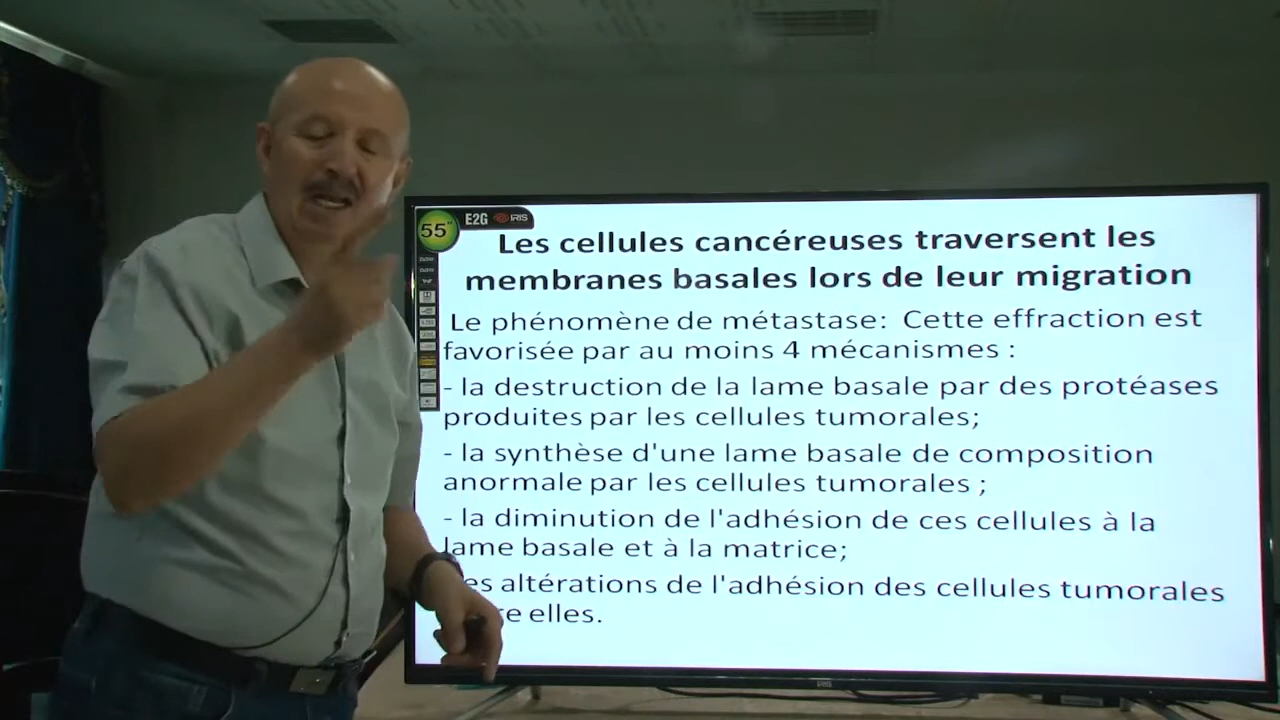 55"
E2G IRIS
Les cellules cancéreuses traversent les
membranes basales lors de leur migration
Le phénomène de métastase: Cette effraction est
favorisée par au moins 4 mécanismes :
- la destruction de la lame basale par des protéases
produites par les cellules tumorales;
- la synthèse d'une lame basale de composition
anormale par les cellules tumorales ;
- la diminution de l'adhésion de ces cellules à la
lame basale et à la matrice;
altérations de l'adhésion des cellules tumorales
elles.
IRIS